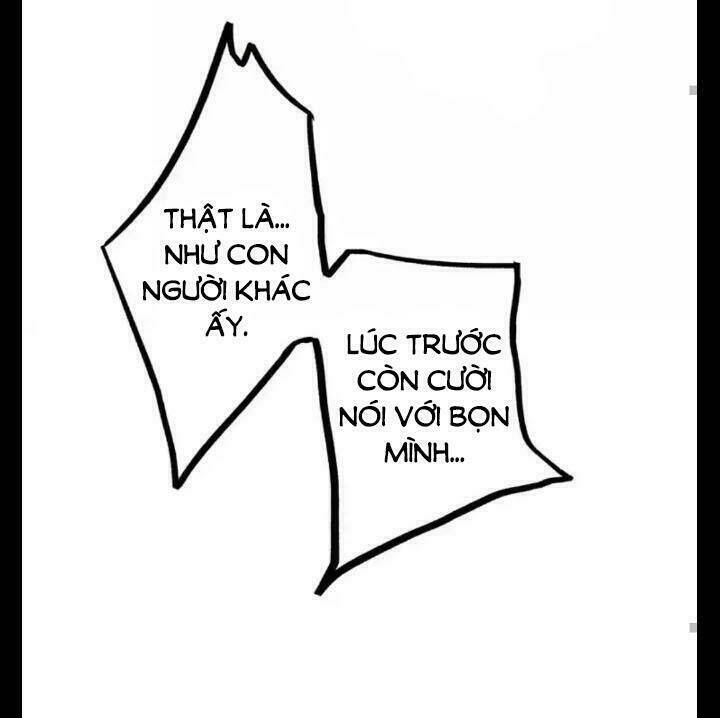 THẬT LÀ...
NHƯ CON
NGƯỜI KHÁC
ẤY.
LÚC TRƯỚC
CÒN CƯỜI
NÓI VỚI BỌN
MÌNH...